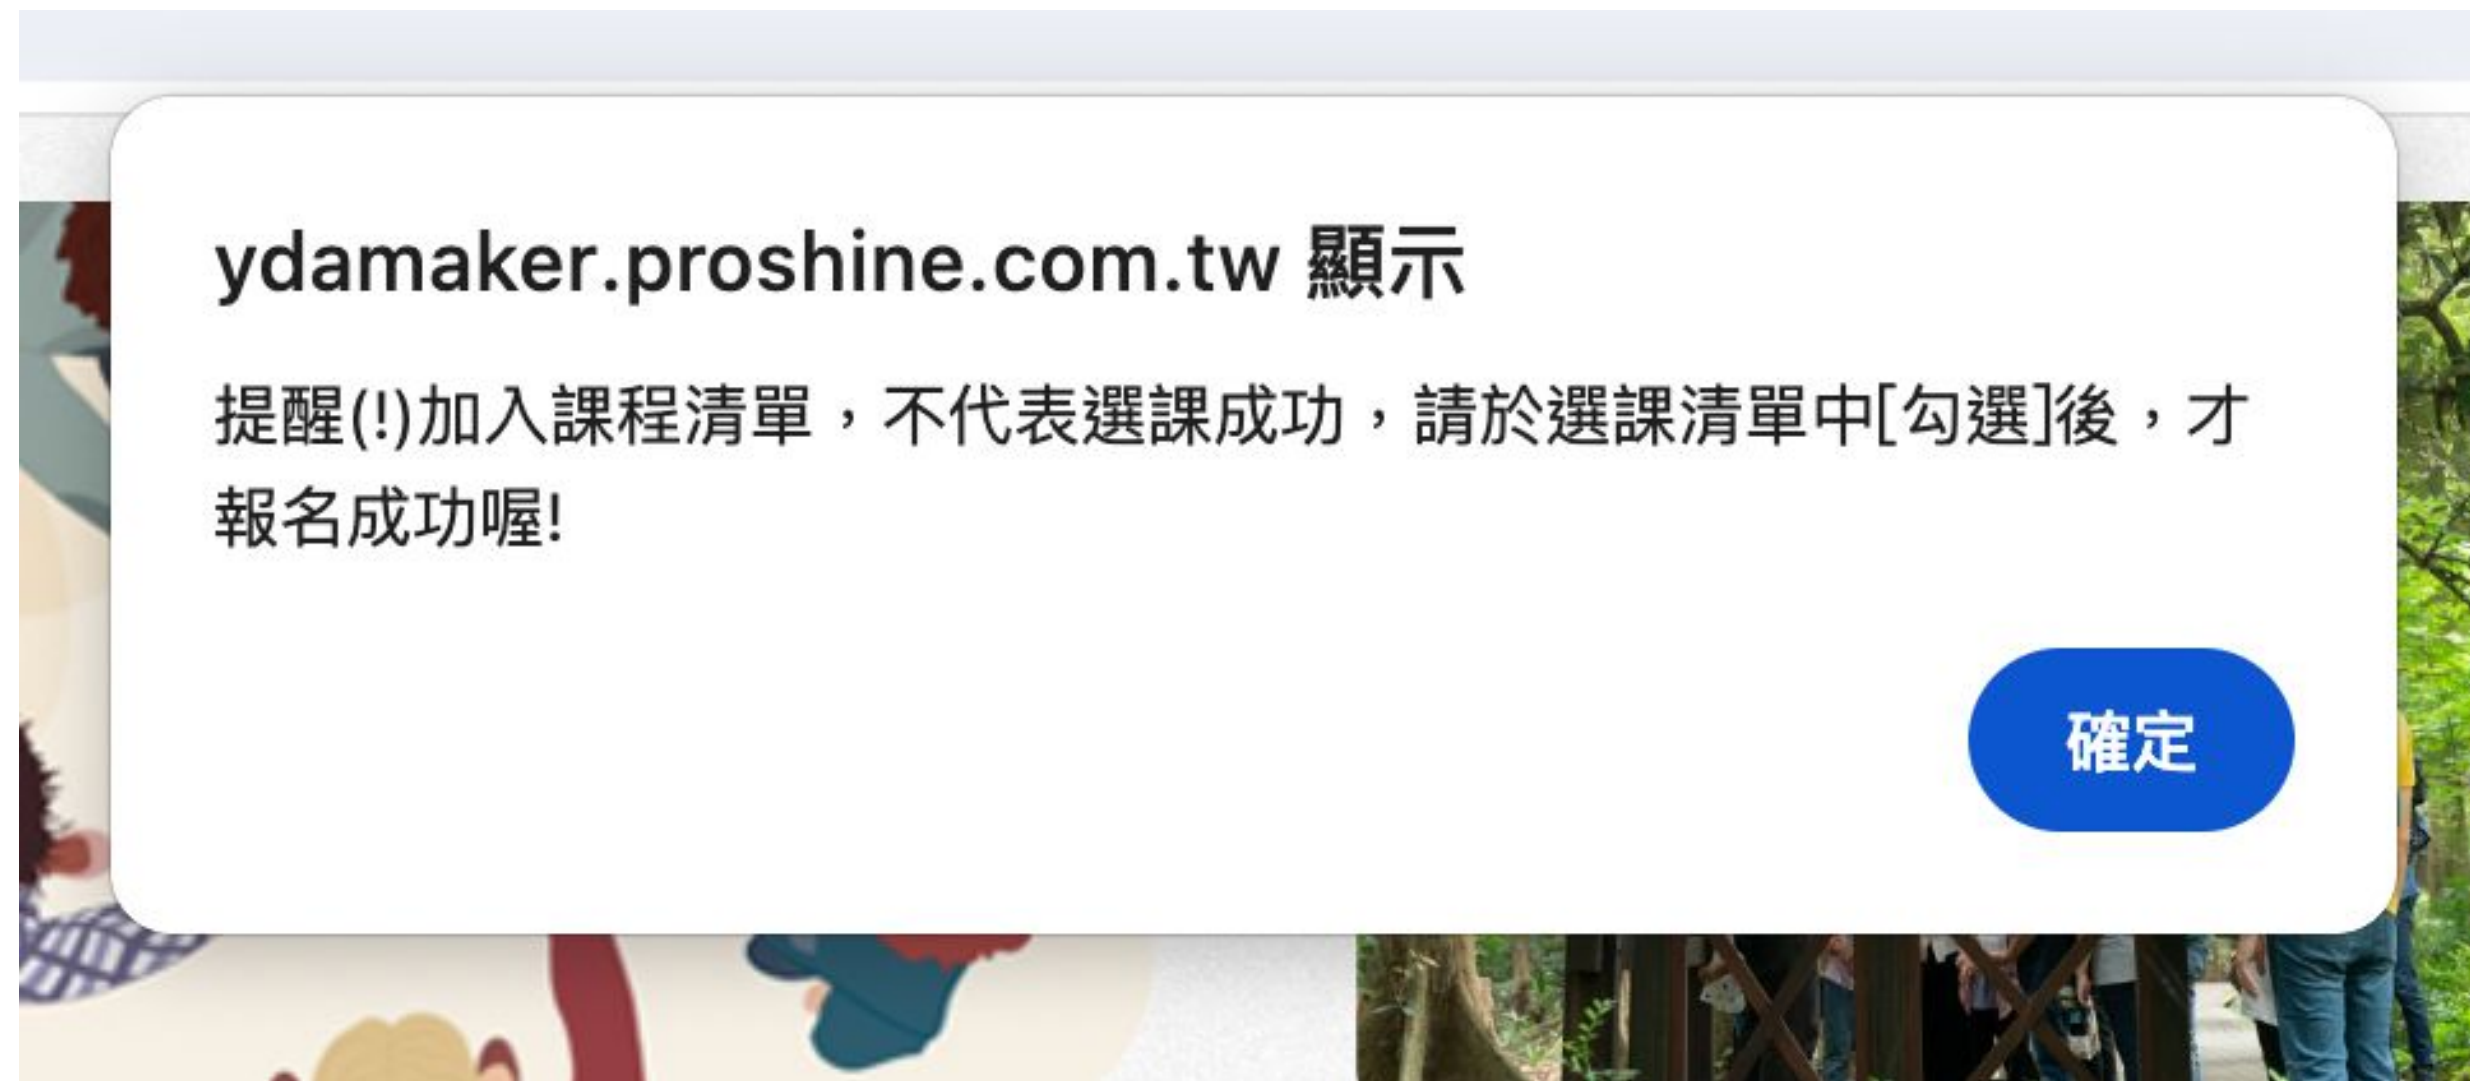 ydamaker.proshine.com.tw 顯示
提醒(!)加入課程清單，不代表選課成功，請於選課清單中[勾選]後，才
報名成功喔!
確定